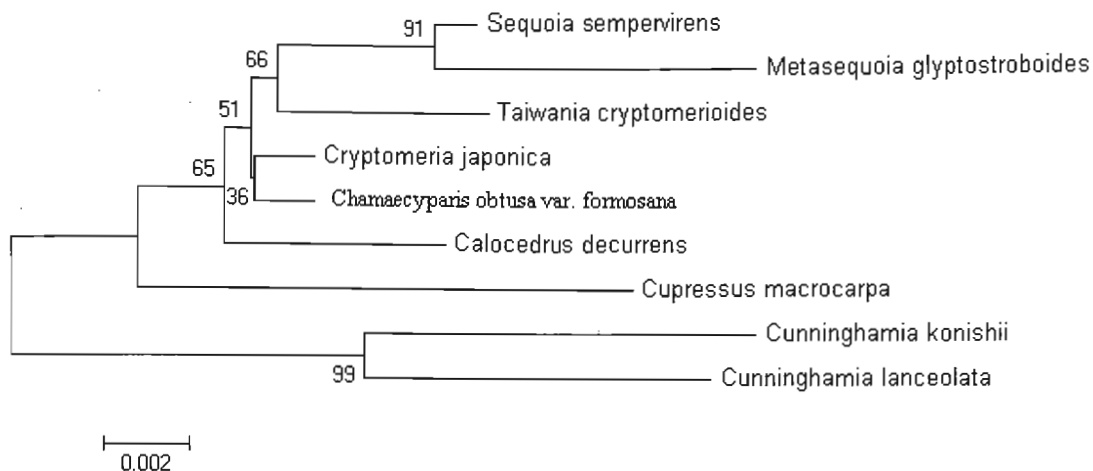 91
Sequoia sempervirens
66
Metasequoia glyptostroboides
51
Taiwania cryptomerioides
65
Cryptomeria japonica
36
Chamaecyparis obtusa var. formosana
Calocedrus decurrens
Cupressus macrocarpa
Cunninghamia konishii
99
Cunninghamia lanceolata
0.002